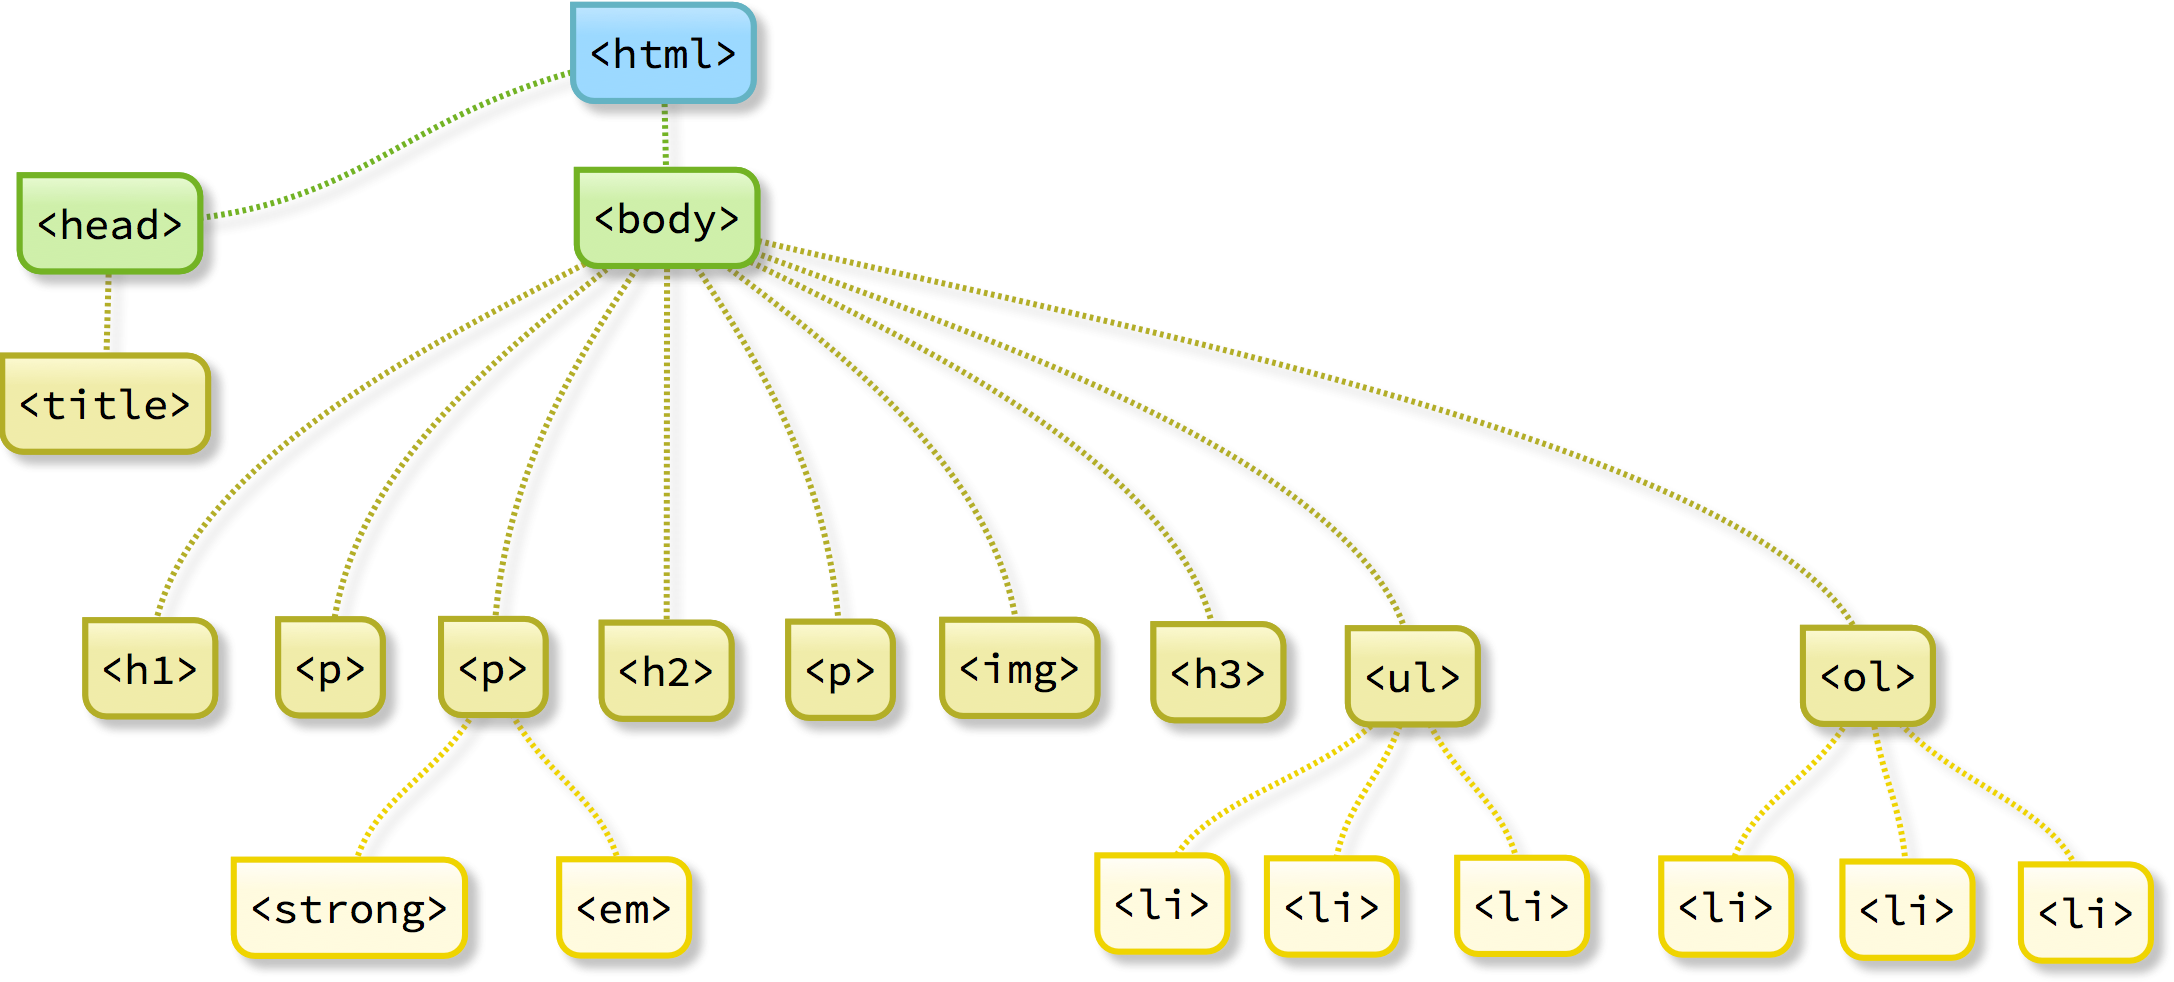 <html>
<head>
<body>
<title>
<h1>
<p>
<p>
<h2>
<p>
<img>
<h3>
<ul>
<ol>
<strong>
<em>
<li>
<li>
<li>
<li>
<li>
<li>